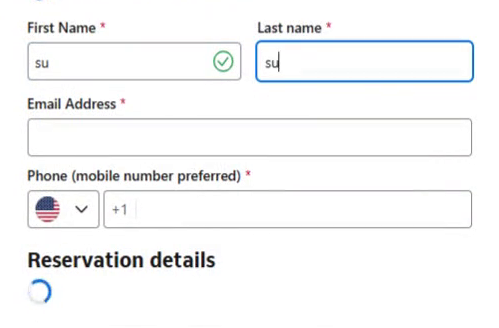 First Name * Last name *
su su
Email Address *
Phone (mobile number preferred) *
+1
Reservation details